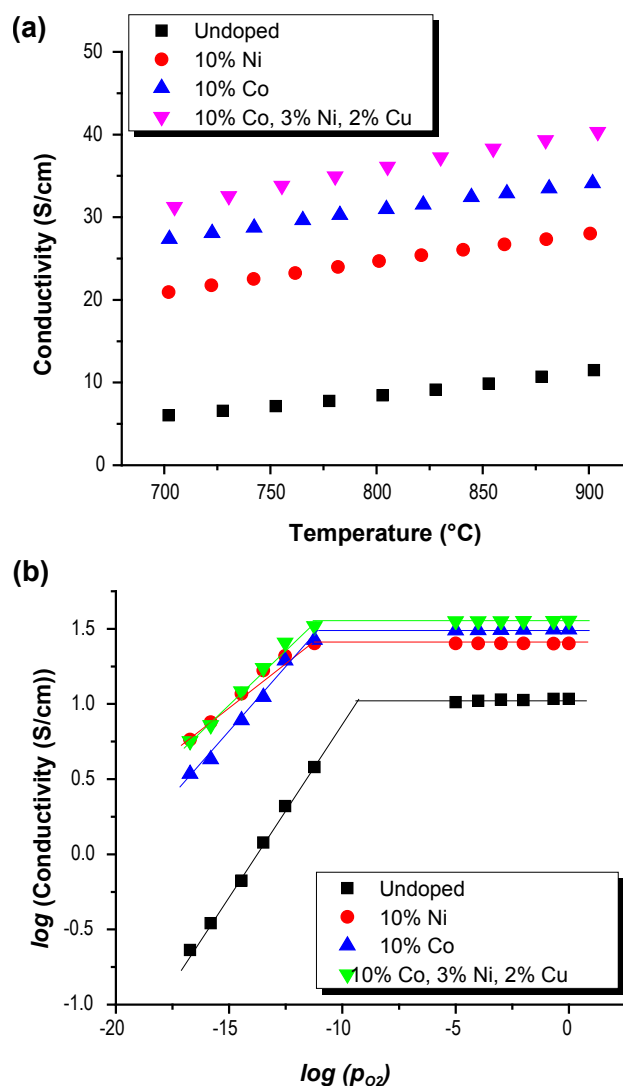 (a)
Undoped
10% Ni
10% Co
10% Co, 3% Ni, 2% Cu
50
40
30
20
10
0
Conductivity (S/cm)
700 750 800 850 900
Temperature (°C)
(b)
1.5
1.0
0.5
0.0
-0.5
-1.0
log (Conductivity (S/cm))
Undoped
10% Ni
10% Co
10% Co, 3% Ni, 2% Cu
-20 -15 -10 -5 0
log (pO2)